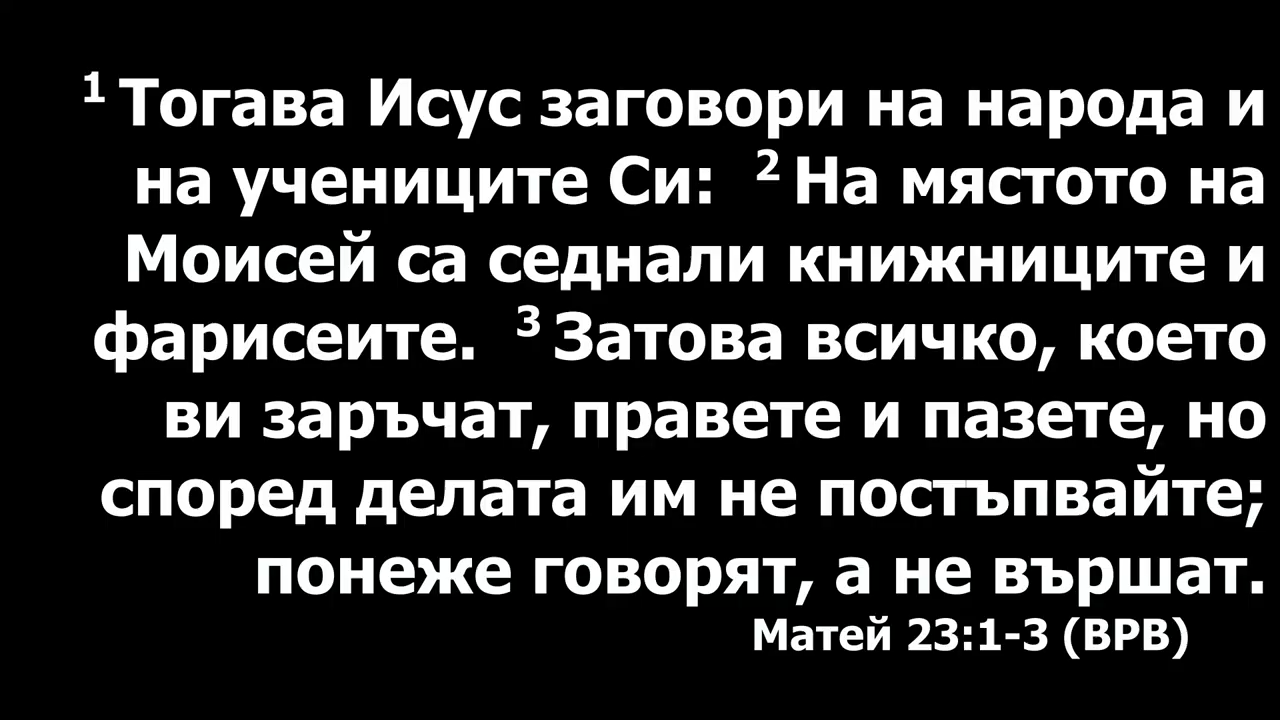 1 Тогава Исус заговори на народа и
на учениците Си: 2 На мястото на
Моисей са седнали книжниците и
фарисеите. 3 Затова всичко, което
ви заръчат, правете и пазете, но
според делата им не постъпвайте;
понеже говорят, а не вършат.
Матей 23:1-3 (ВРВ)